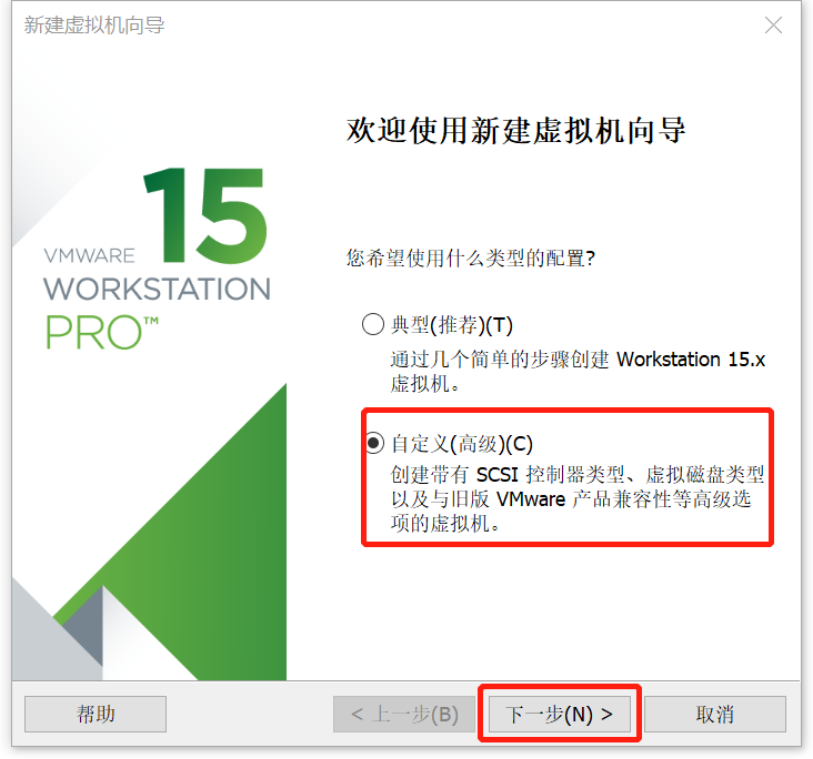 新建虚拟机向导
欢迎使用新建虚拟机向导
15
VMWARE
WORKSTATION
PRO™
您希望使用什么类型的配置?
典型(推荐)(T)
通过几个简单的步骤创建 Workstation 15.x
虚拟机。
自定义(高级)(C)
创建带有 SCSI 控制器类型、虚拟磁盘类型
以及与旧版 VMware 产品兼容性等高级选
项的虚拟机。
帮助
< 上一步(B)
下一步(N) >
取消